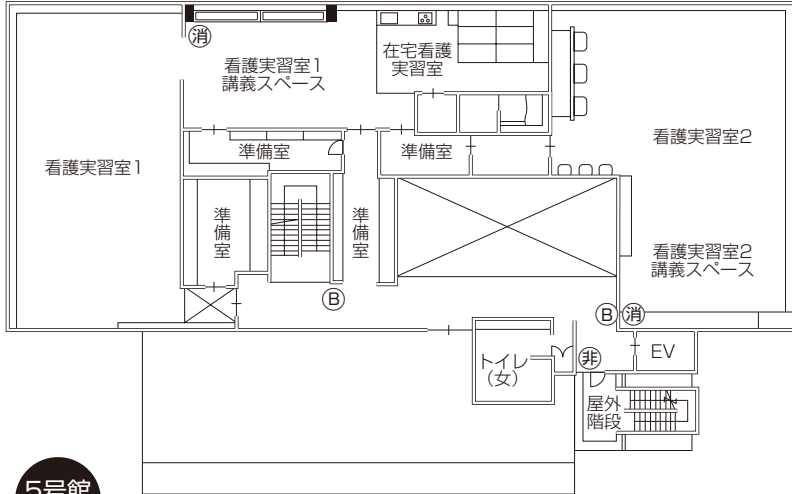 消
看護実習室1
講義スペース
在宅看護
実習室
看護実習室1
準備室
準備室
看護実習室2
準備室
準備室
看護実習室2
講義スペース
B
B
消
トイレ
(女)
非
EV
屋外
階段
5号館